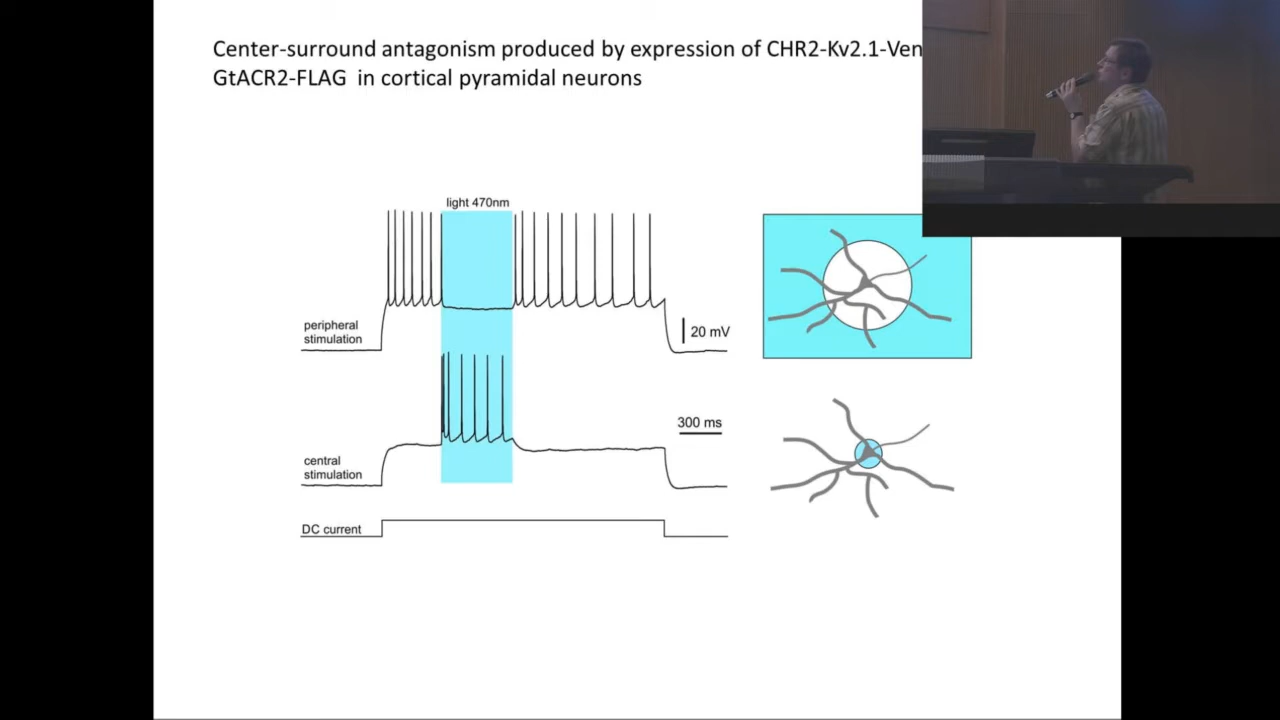 Center-surround antagonism produced by expression of CHR2-Kv2.1-Ven
GtACR2-FLAG in cortical pyramidal neurons
light 470nm
peripheral
stimulation
20 mV
300 ms
central
stimulation
DC current